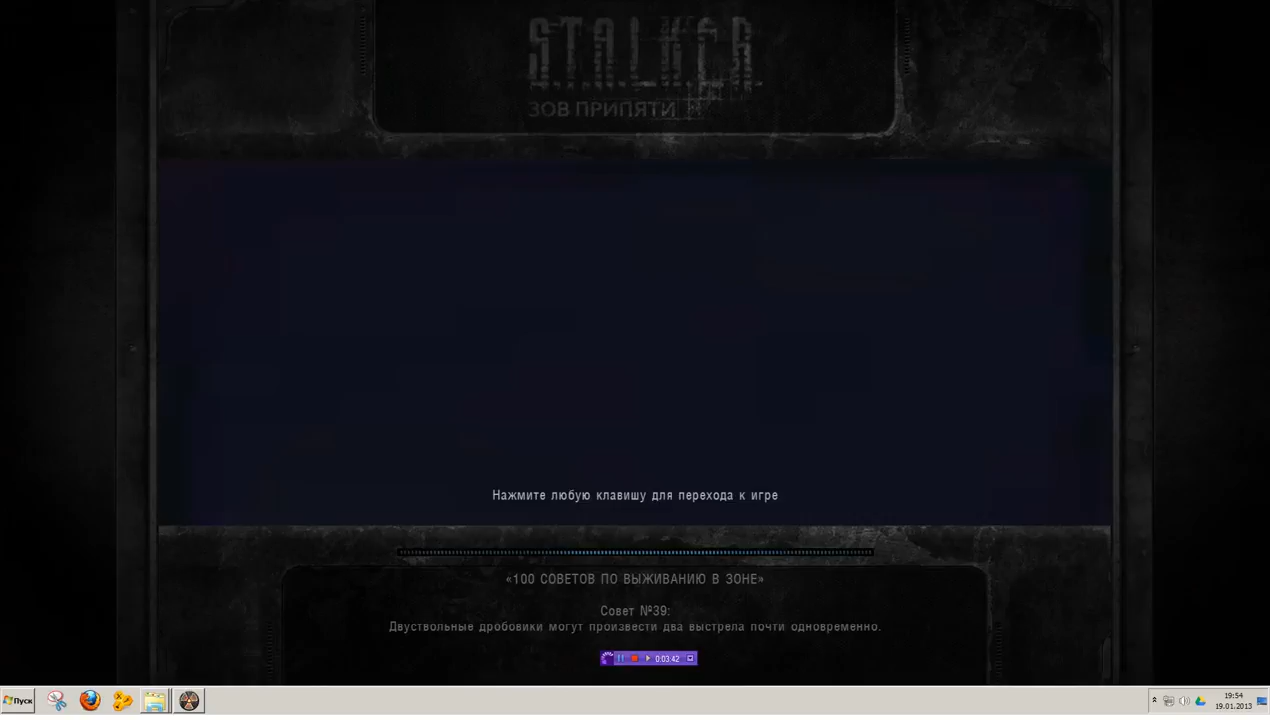 S.T.A.L.K.E.R
ЗОВ ПРИПЯТИ
Нажмите любую клавишу для перехода к игре
«100 СОВЕТОВ ПО ВЫЖИВАНИЮ В ЗОНЕ»
Совет №39:
Двуствольные дробовики могут произвести два выстрела почти одновременно.
0:03:42
Пуск
19:54
19.01.2013